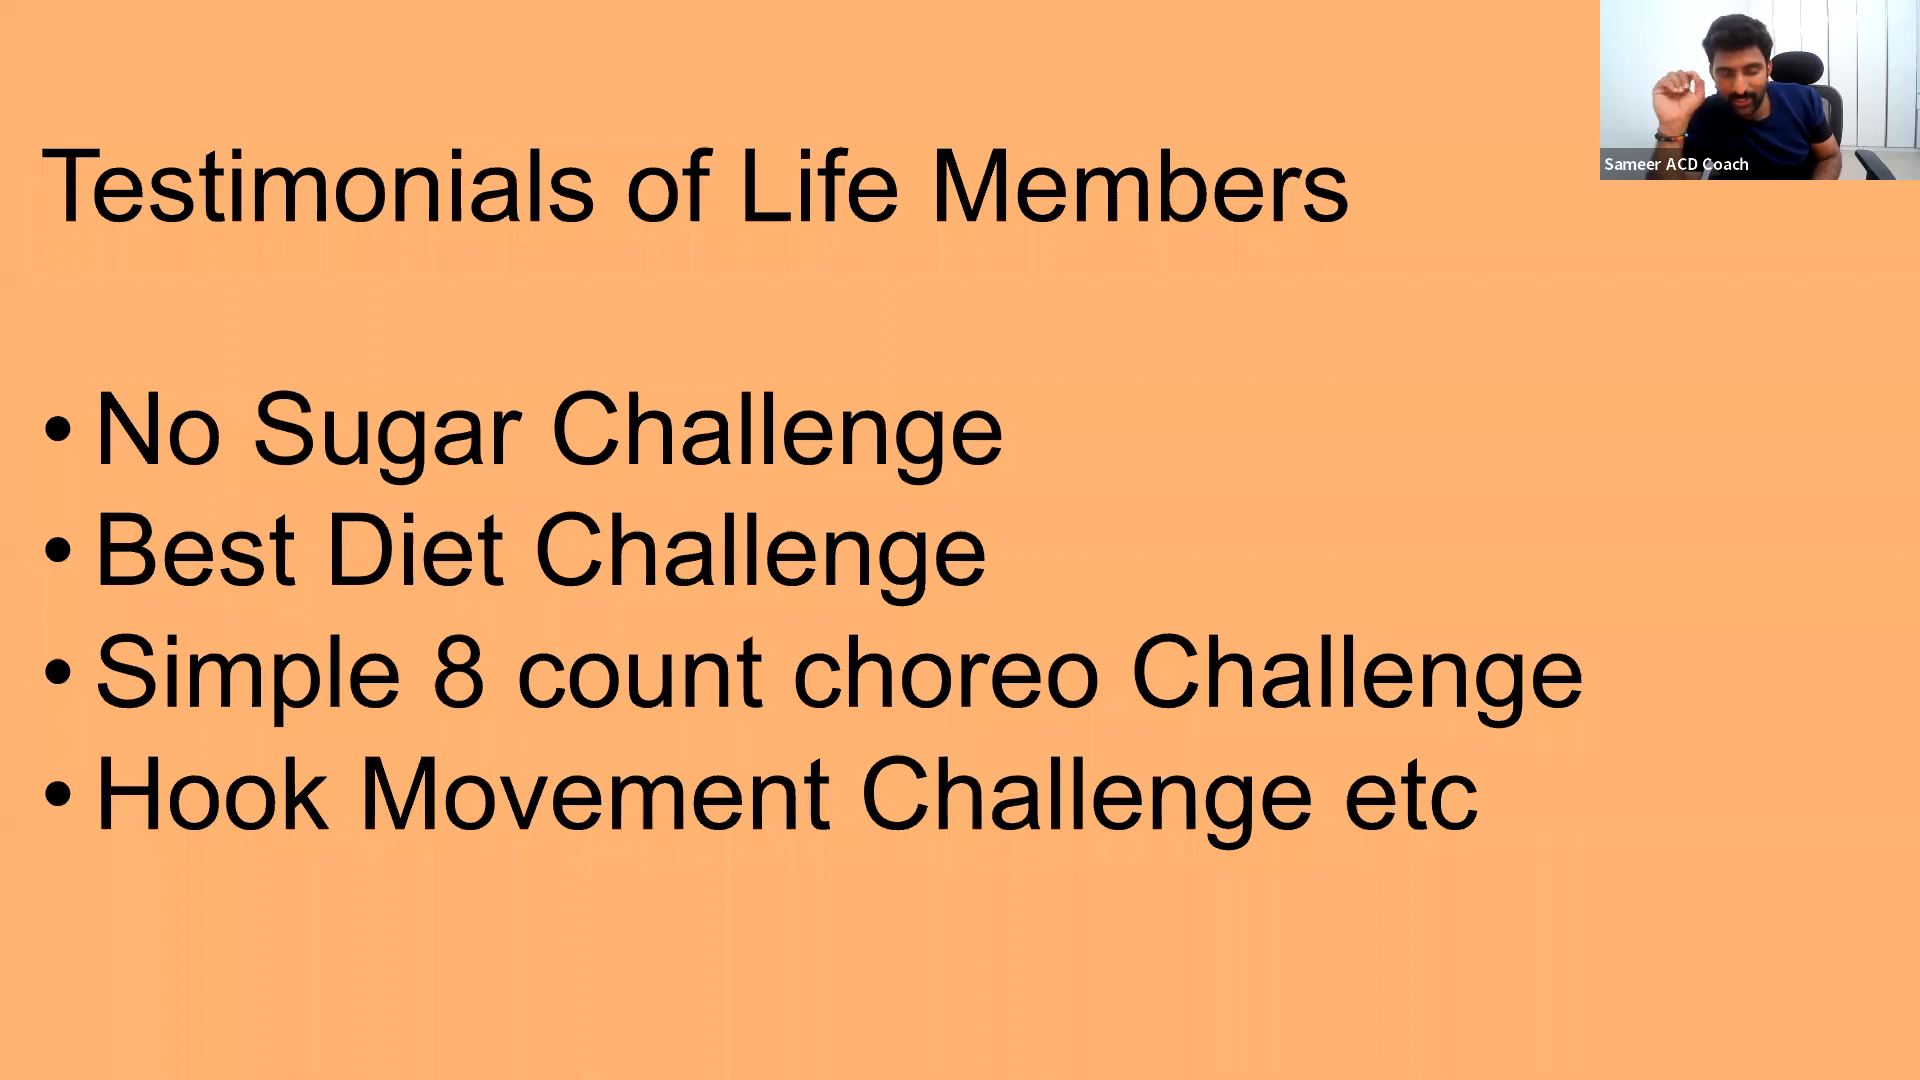 Testimonials of Life Members
• No Sugar Challenge
• Best Diet Challenge
• Simple 8 count choreo Challenge
• Hook Movement Challenge etc
Sameer ACD Coach